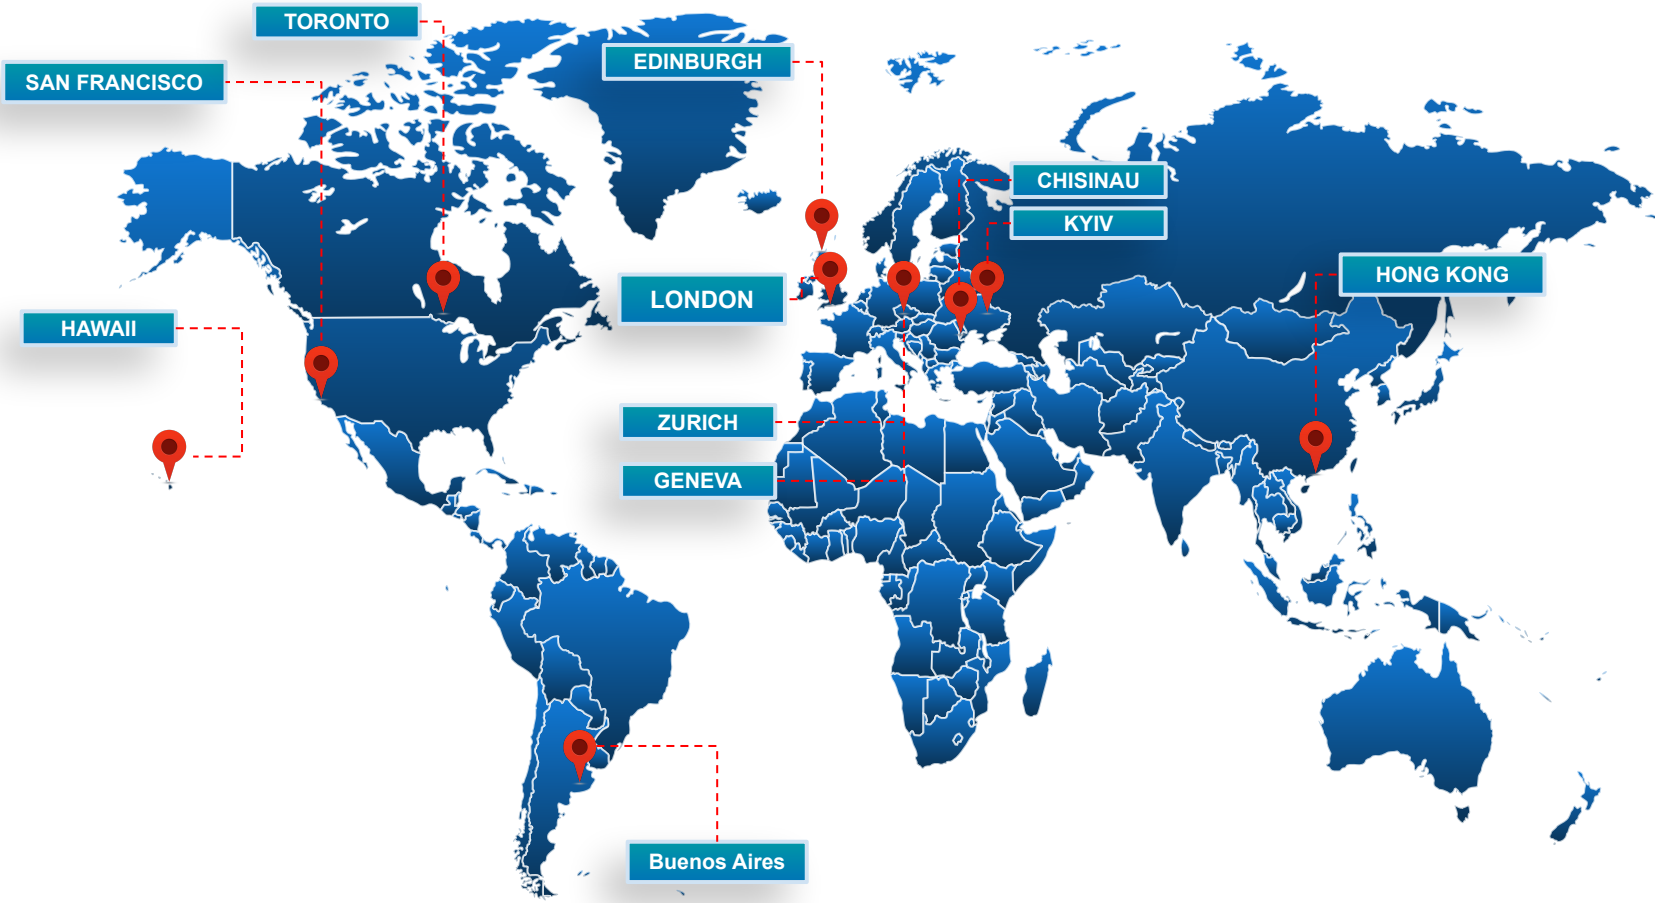 TORONTO
EDINBURGH
SAN FRANCISCO
CHISINAU
KYIV
HONG KONG
LONDON
HAWAII
ZURICH
GENEVA
Buenos Aires